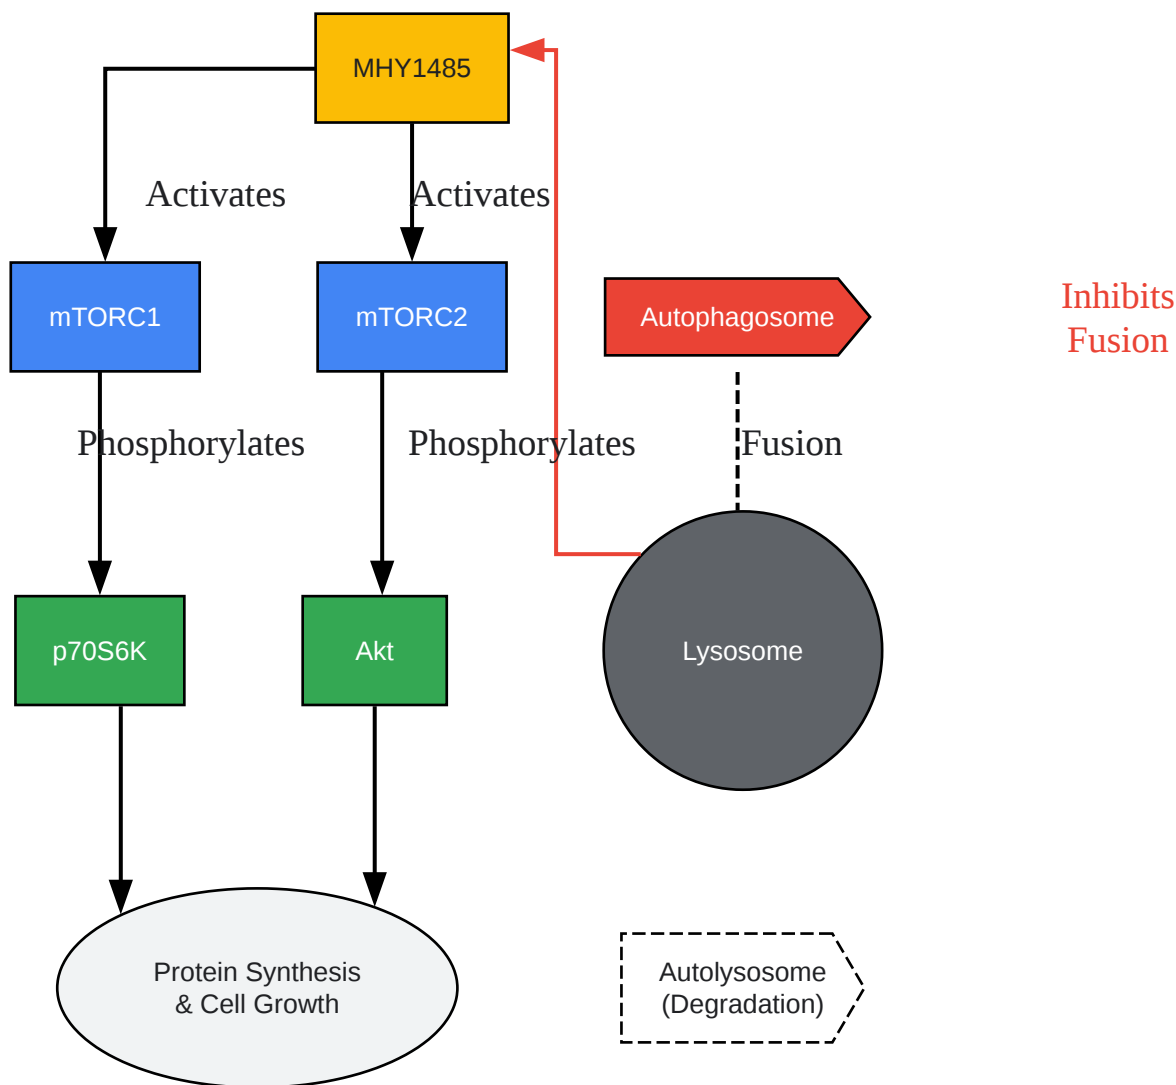 MHY1485
Activates
Activates
mTORC1
mTORC2
Autophagosome
Inhibits
Fusion
Phosphorylates
Phosphorylates
Fusion
p70S6K
Akt
Lysosome
Protein Synthesis
& Cell Growth
Autolysosome
(Degradation)